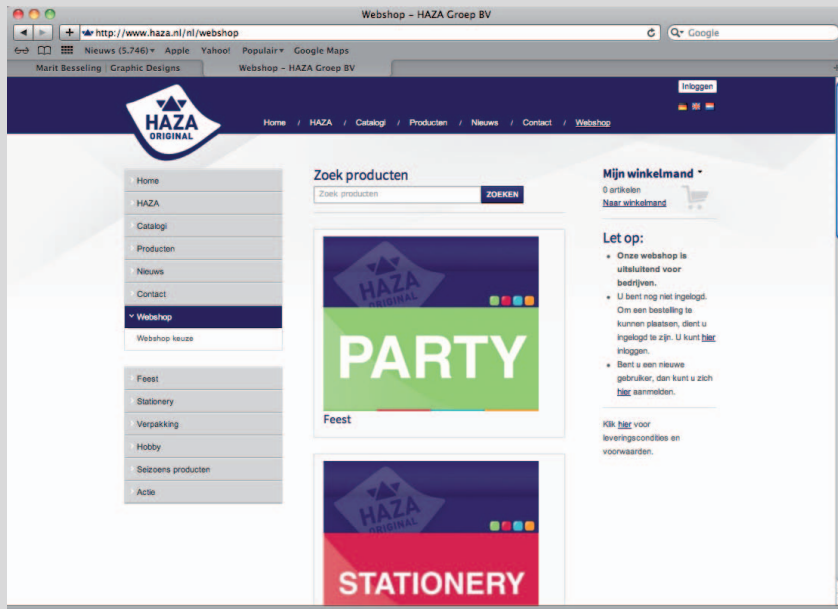 Webshop – HAZA Groep BV
http://www.haza.nl/nl/webshop
Google
Nieuws (5.746) Apple Yahoo! Populair Google Maps
Marit Besseling | Graphic Designs
Webshop – HAZA Groep BV
Inloggen
HAZA
ORIGINAL
Home / HAZA / Catalogi / Producten / Nieuws / Contact / Webshop
Home
HAZA
Catalogi
Producten
Nieuws
Contact
Webshop
Webshop keuze
Feest
Stationery
Verpakking
Hobby
Seizoens producten
Actie
Zoek producten
Zoek producten
ZOEKEN
HAZA
ORIGINAL
PARTY
Feest
HAZA
ORIGINAL
STATIONERY
Mijn winkelmand
0 artikelen
Naar winkelmand
Let op:
• Onze webshop is
uitsluitend voor
bedrijven.
• U bent nog niet ingelogd.
Om een bestelling te
kunnen plaatsen, dient u
ingelogd te zijn. U kunt hier
inloggen.
• Bent u een nieuwe
gebruiker, dan kunt u zich
hier aanmelden.
Klik hier voor
leveringscondities en
voorwaarden.